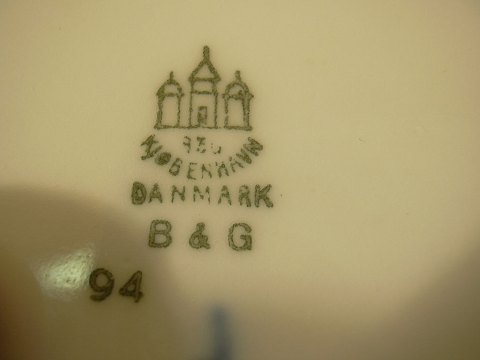 KJØBENHAVN
DANMARK
B & G
94